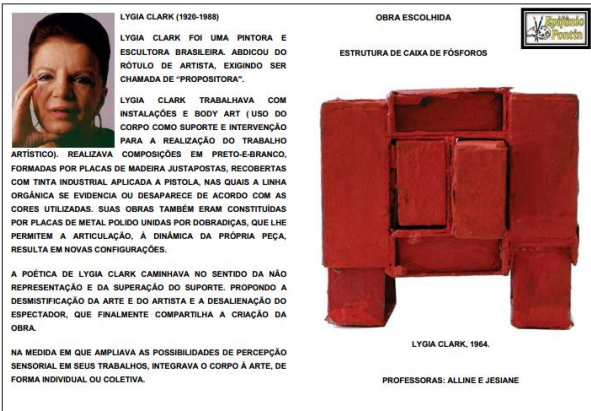 LYGIA CLARK (1920-1988)
LYGIA CLARK FOI UMA PINTORA E
ESCULTORA BRASILEIRA. ABDICOU DO
RÓTULO DE ARTISTA, EXIGINDO SER
CHAMADA DE “PROPOSITORA”.
LYGIA CLARK TRABALHAVA COM
INSTALAÇÕES E BODY ART ( USO DO
CORPO COMO SUPORTE E INTERVENÇÃO
PARA A REALIZAÇÃO DO TRABALHO
ARTÍSTICO). REALIZAVA COMPOSIÇÕES EM PRETO-E-BRANCO,
FORMADAS POR PLACAS DE MADEIRA JUSTAPOSTAS, RECOBERTAS
COM TINTA INDUSTRIAL APLICADA A PISTOLA, NAS QUAIS A LINHA
ORGÂNICA SE EVIDENCIA OU DESAPARECE DE ACORDO COM AS
CORES UTILIZADAS. SUAS OBRAS TAMBÉM ERAM CONSTITUÍDAS
POR PLACAS DE METAL POLIDO UNIDAS POR DOBRADIÇAS, QUE LHE
PERMITEM A ARTICULAÇÃO, À DINÂMICA DA PRÓPRIA PEÇA,
RESULTA EM NOVAS CONFIGURAÇÕES.
A POÉTICA DE LYGIA CLARK CAMINHAVA NO SENTIDO DA NÃO
REPRESENTAÇÃO E DA SUPERAÇÃO DO SUPORTE. PROPONDO A
DESMISTIFICAÇÃO DA ARTE E DO ARTISTA E A DESALIENAÇÃO DO
ESPECTADOR, QUE FINALMENTE COMPARTILHA A CRIAÇÃO DA
OBRA.
NA MEDIDA EM QUE AMPLIAVA AS POSSIBILIDADES DE PERCEPÇÃO
SENSORIAL EM SEUS TRABALHOS, INTEGRAVA O CORPO À ARTE, DE
FORMA INDIVIDUAL OU COLETIVA.
OBRA ESCOLHIDA
Epifânio
Pontin
ESTRUTURA DE CAIXA DE FÓSFOROS
LYGIA CLARK, 1964.
PROFESSORAS: ALLINE E JESIANE